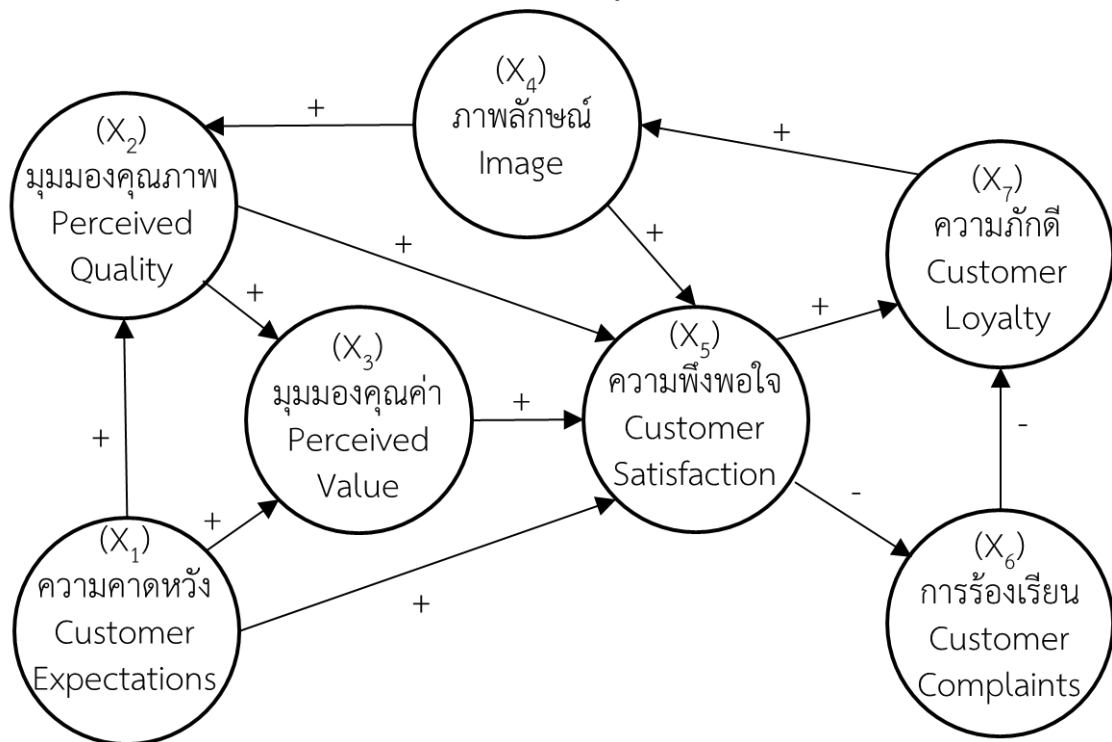 (X₄)
ภาพลักษณ์
Image
+
+
(X₂)
มุมมองคุณภาพ
Perceived
Quality
(X₇)
ความภักดี
Customer
Loyalty
+
+
+
+
(X₃)
มุมมองคุณค่า
Perceived
Value
+
(X₅)
ความพึงพอใจ
Customer
Satisfaction
+
-
+
-
(X₁)
ความคาดหวัง
Customer
Expectations
+
(X₆)
การร้องเรียน
Customer
Complaints